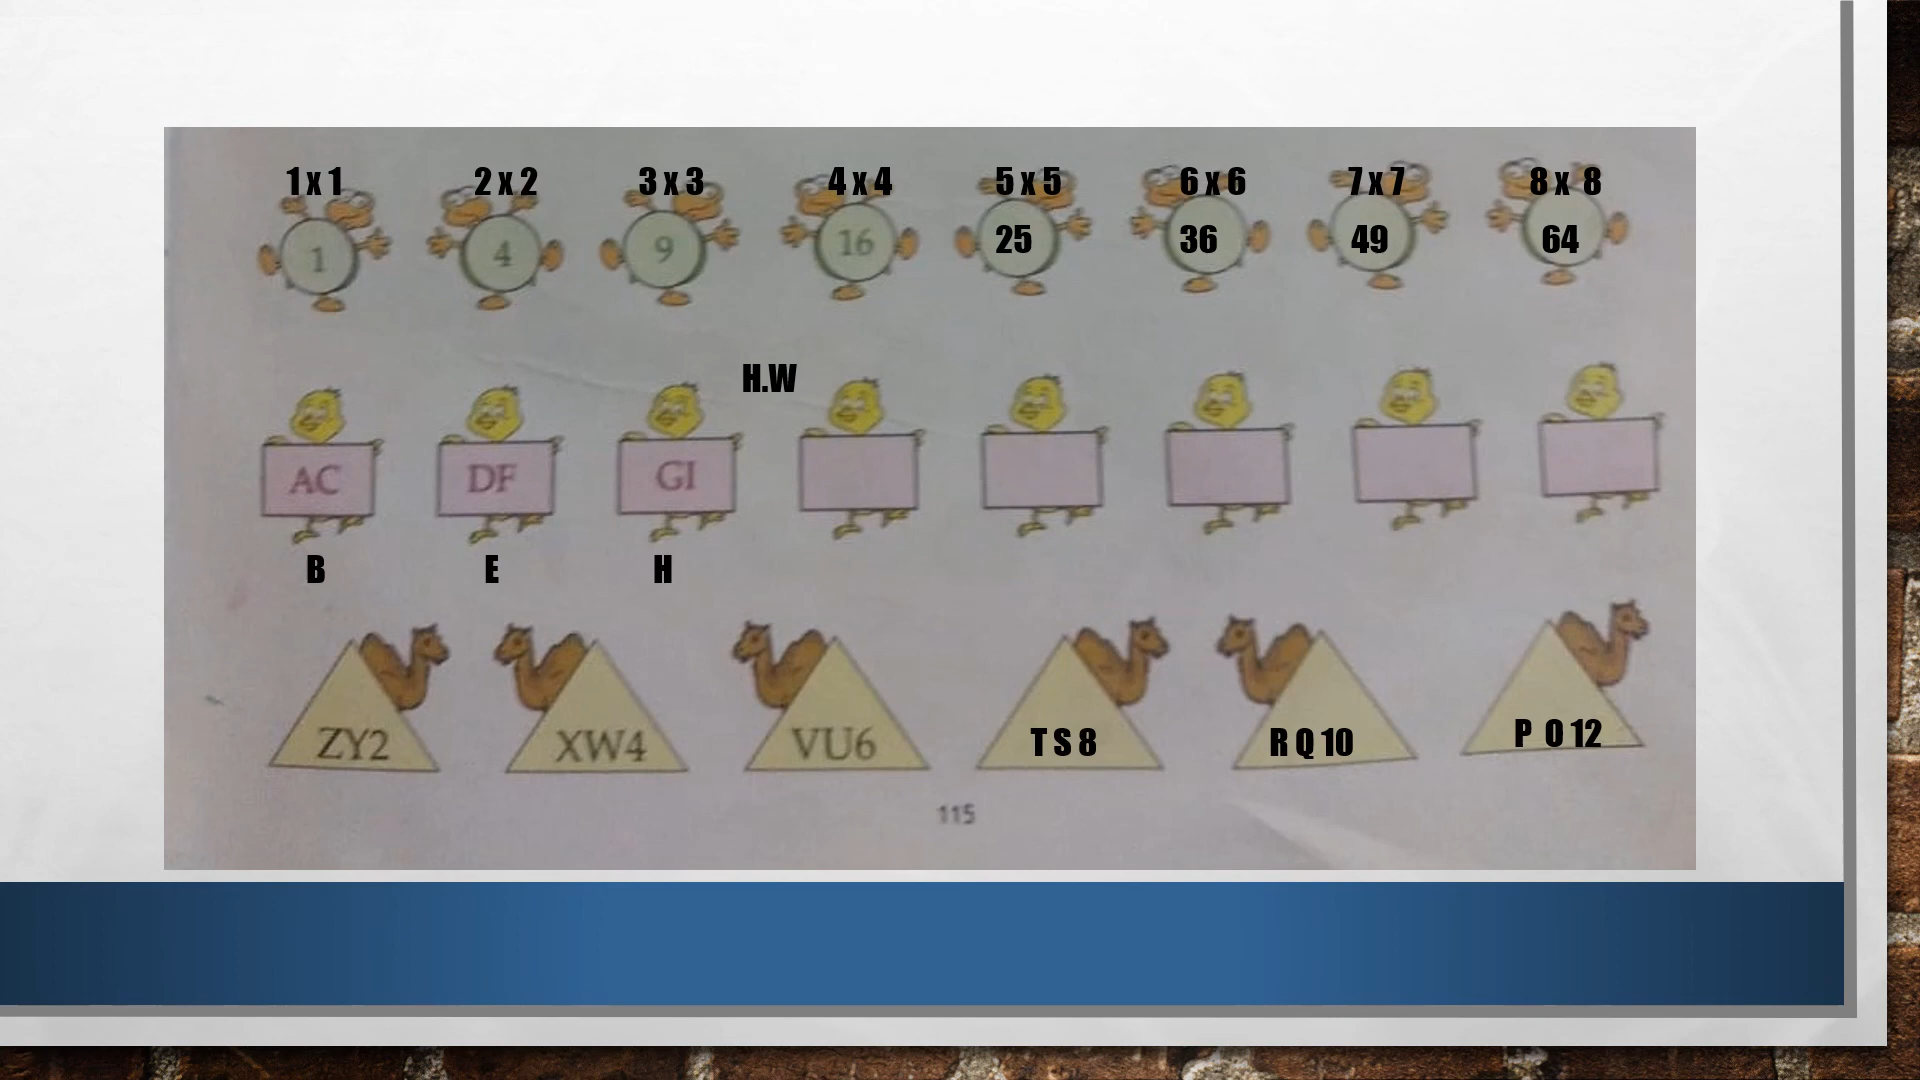 1 x 1 2 x 2 3 x 3 4 x 4 5 x 5 6 x 6 7 x 7 8 x 8
1 4 9 16 25 36 49 64
H.W
AC DF GI
B E H
ZY2 XW4 VU6 T S 8 R Q 10 P O 12
115